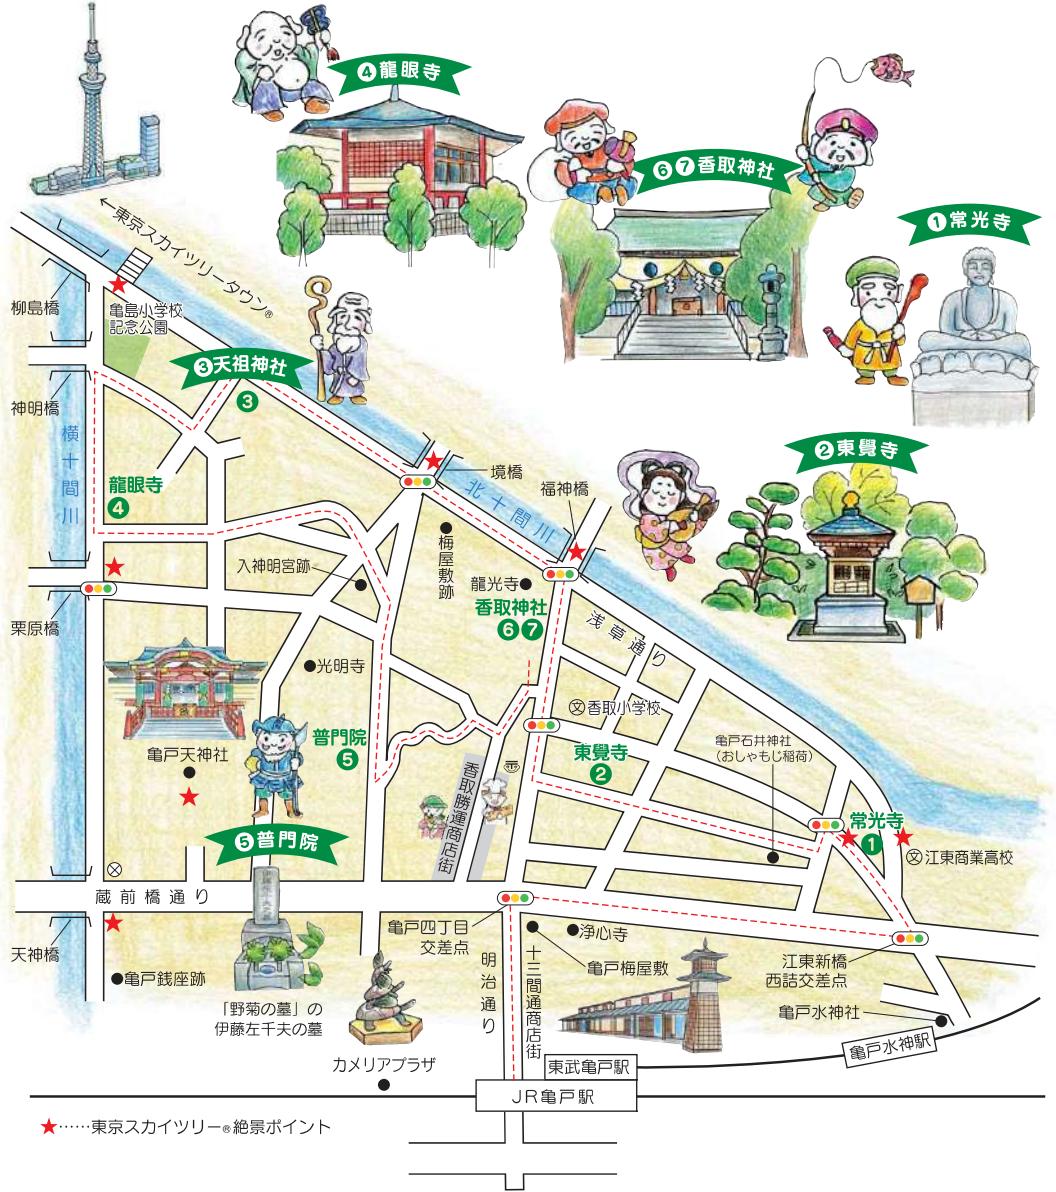 ④龍眼寺
⑥⑦香取神社
①常光寺
←東京スカイツリータウン®
柳島橋
亀島小学校
記念公園
③天祖神社
③
神明橋
②東覺寺
横十間川
境橋
北十間川
福神橋
龍眼寺
④
梅屋敷跡
入神明宮跡
龍光寺
香取神社
⑥⑦
浅草通り
栗原橋
光明寺
文香取小学校
亀戸石井神社
(おしゃもじ稲荷)
普門院
⑤
東覺寺
②
亀戸天神社
香取勝運商店街
常光寺
①
文江東商業高校
⑤普門院
蔵前橋通り
亀戸四丁目
交差点
浄心寺
天神橋
江東新橋
西詰交差点
亀戸梅屋敷
明治通り
十三間通商店街
亀戸銭座跡
「野菊の墓」の
伊藤左千夫の墓
亀戸水神社
亀戸水神駅
カメリアプラザ
東武亀戸駅
JR亀戸駅
★……東京スカイツリー®絶景ポイント